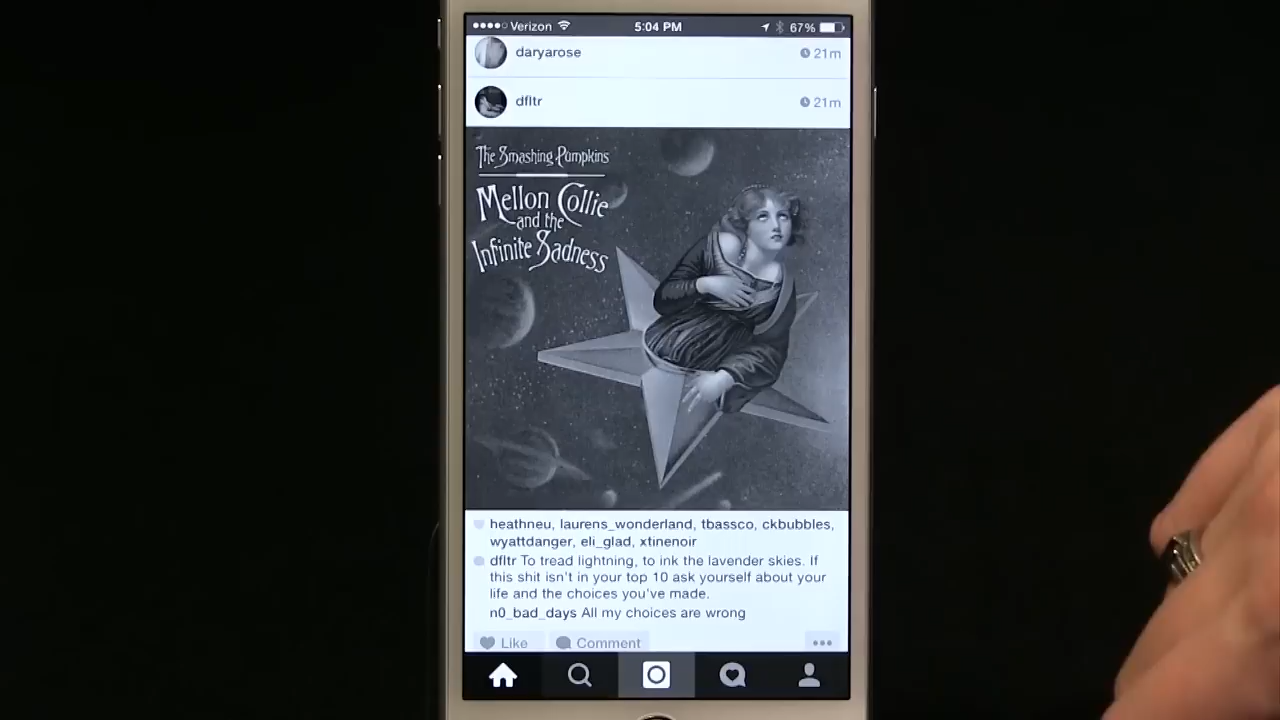 Verizon 5:04 PM 67%
daryarose 21m
dfltr 21m
The Smashing Pumpkins
Mellon Collie
and the
Infinite Sadness
heathneu, laurens_wonderland, tbassco, ckbubbles,
wyattdanger, eli_glad, xtinenoir
dfltr To tread lightning, to ink the lavender skies. If
this shit isn't in your top 10 ask yourself about your
life and the choices you've made.
n0_bad_days All my choices are wrong
Like Comment